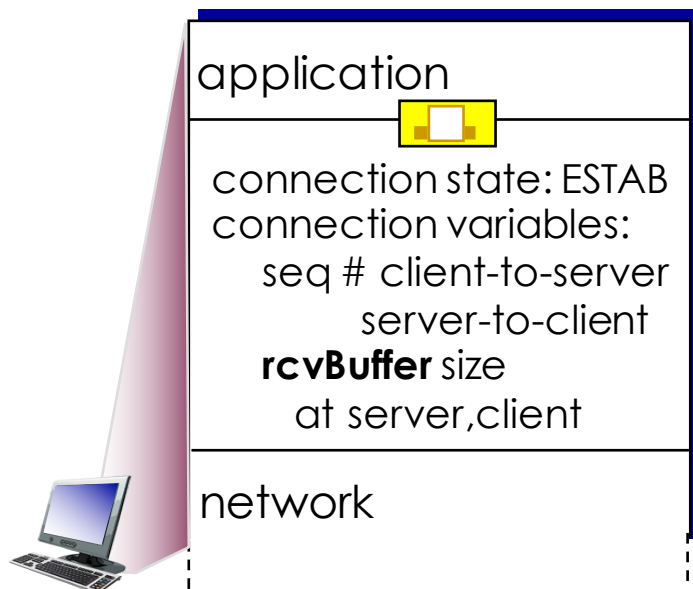 application
connection state: ESTAB
connection variables:
seq # client-to-server
server-to-client
rcvBuffer size
at server,client
network